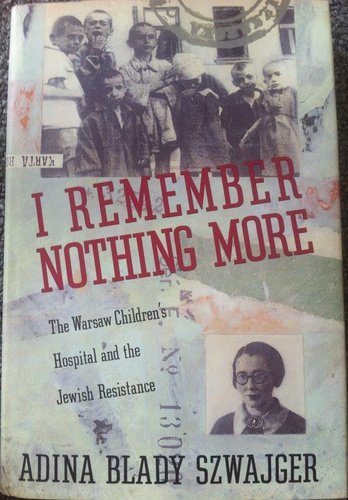 KARTA R
I REMEMBER
NOTHING MORE
The Warsaw Children's
Hospital and the
Jewish Resistance
Nº 130
ADINA BLADY SZWAJGER